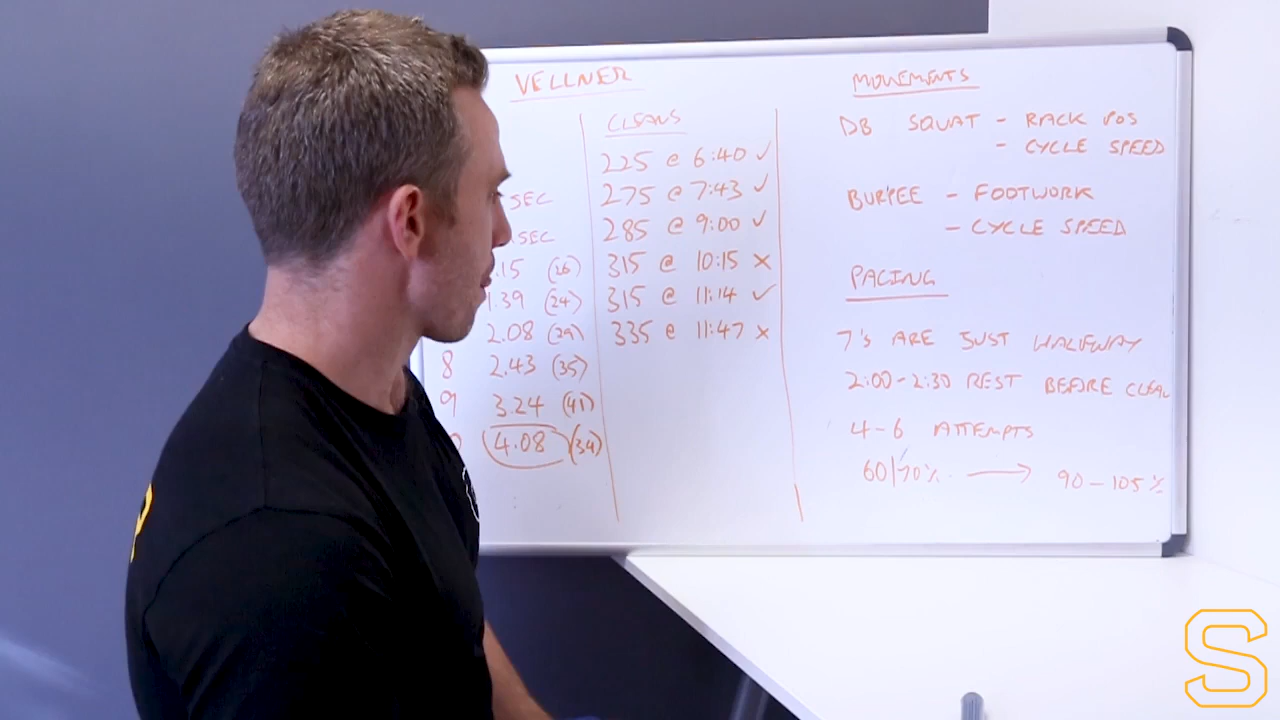 VELLNER
SEC
SEC
.15 (26)
1.39 (24)
2.08 (29)
8 2.43 (35)
9 3.24 (41)
4.08 (34)
CLEANS
225 @ 6:40 ✓
275 @ 7:43 ✓
285 @ 9:00 ✓
315 @ 10:15 ×
315 @ 11:14 ✓
335 @ 11:47 ×
MOVEMENTS
DB SQUAT - RACK POS
- CYCLE SPEED
BURPEE - FOOTWORK
- CYCLE SPEED
PACING
7's ARE JUST HALFWAY
2:00-2:30 REST BEFORE CLEAN
4-6 ATTEMPTS
60/70% → 90-105%
S